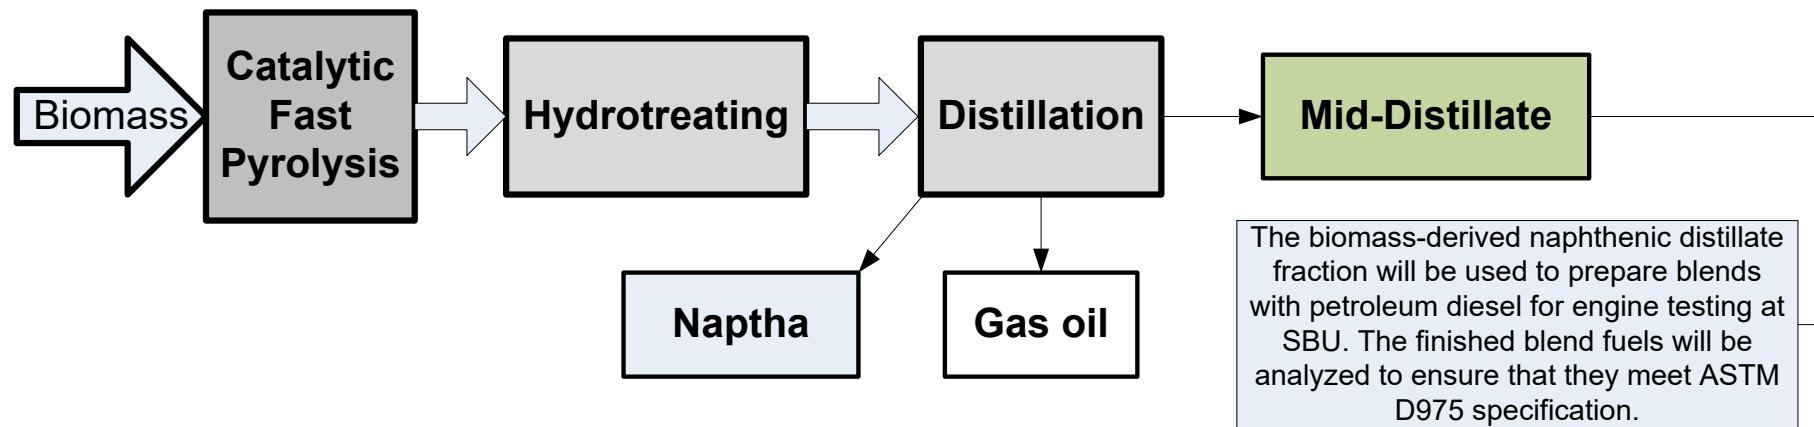 Biomass
Catalytic
Fast
Pyrolysis
Hydrotreating
Distillation
Mid-Distillate
Naptha
Gas oil
The biomass-derived naphthenic distillate
fraction will be used to prepare blends
with petroleum diesel for engine testing at
SBU. The finished blend fuels will be
analyzed to ensure that they meet ASTM
D975 specification.